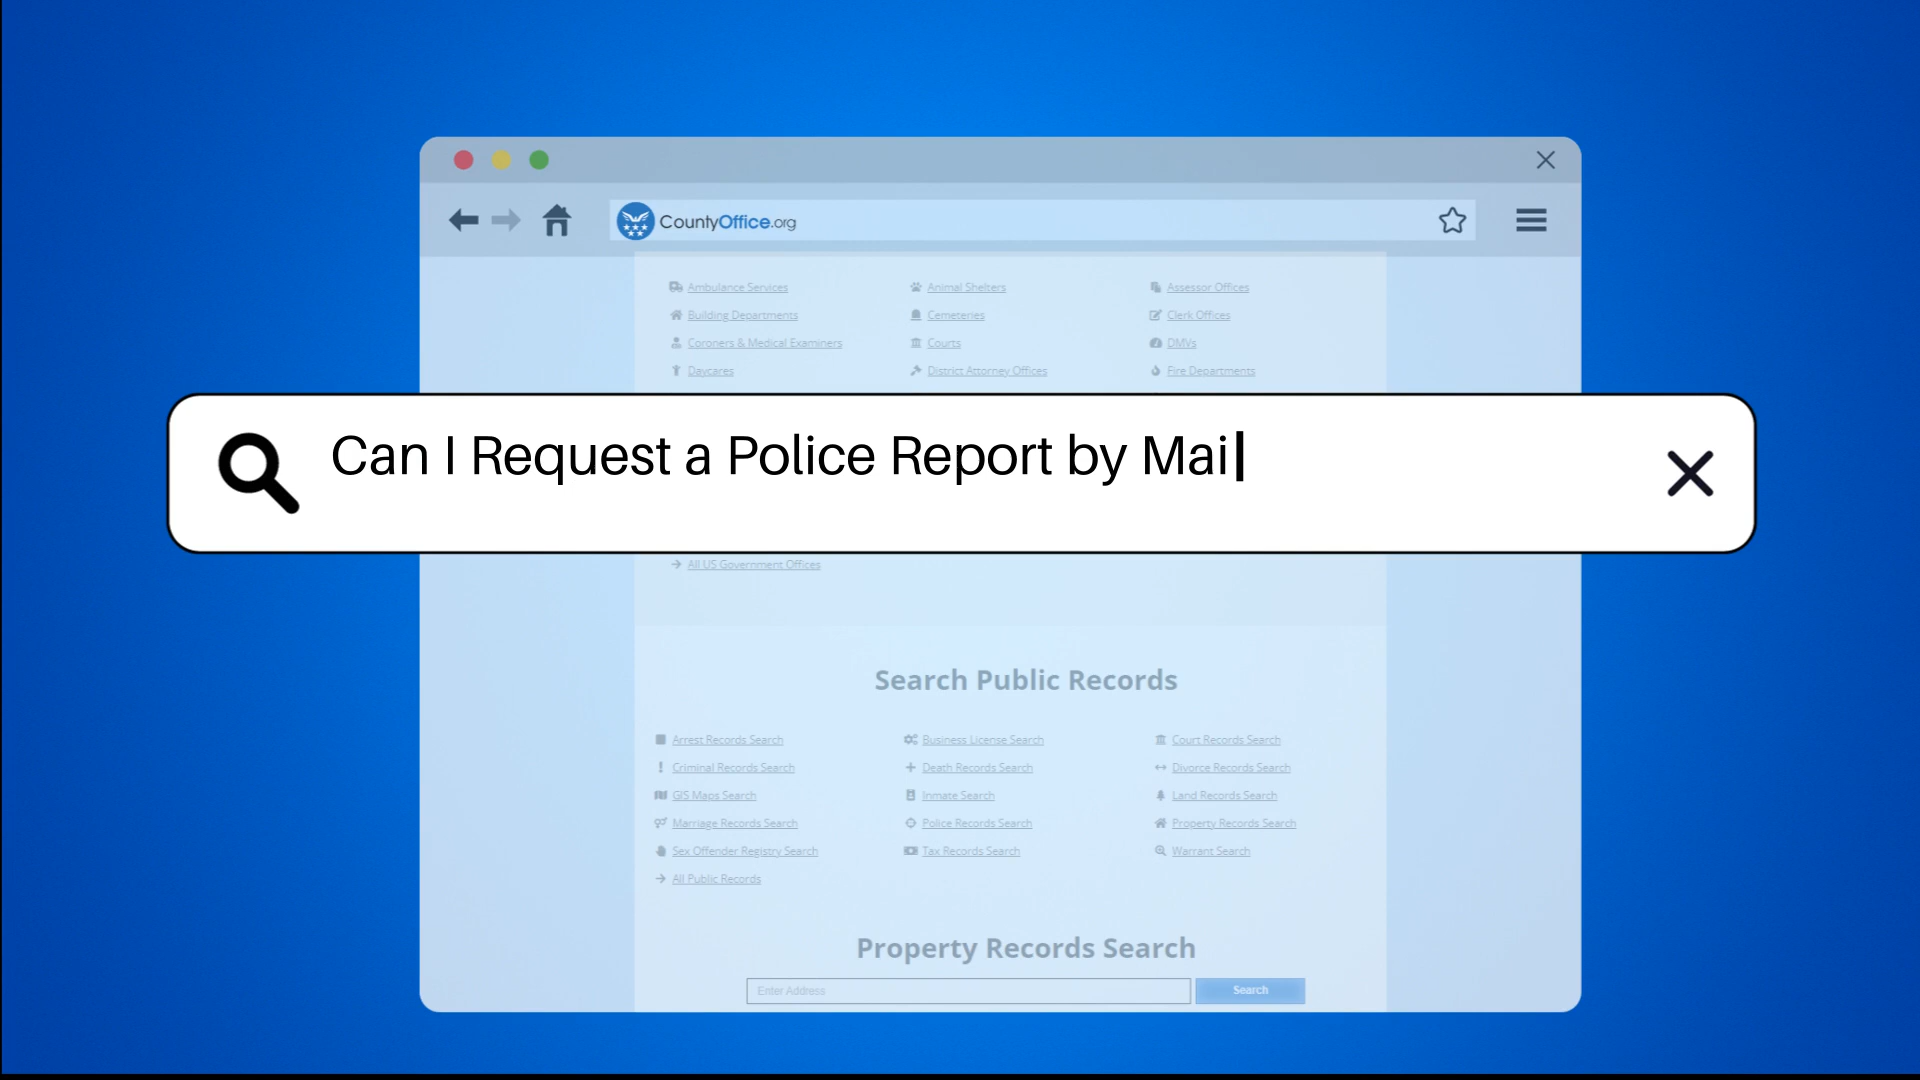 CountyOffice.org
Ambulance Services Animal Shelters Assessor Offices
Building Departments Cemeteries Clerk Offices
Coroners & Medical Examiners Courts DMVs
Daycares District Attorney Offices Fire Departments
Can I Request a Police Report by Mai
All US Government Offices
Search Public Records
Arrest Records Search Business License Search Court Records Search
Criminal Records Search Death Records Search Divorce Records Search
GIS Maps Search Inmate Search Land Records Search
Marriage Records Search Police Records Search Property Records Search
Sex Offender Registry Search Tax Records Search Warrant Search
All Public Records
Property Records Search
Enter Address Search